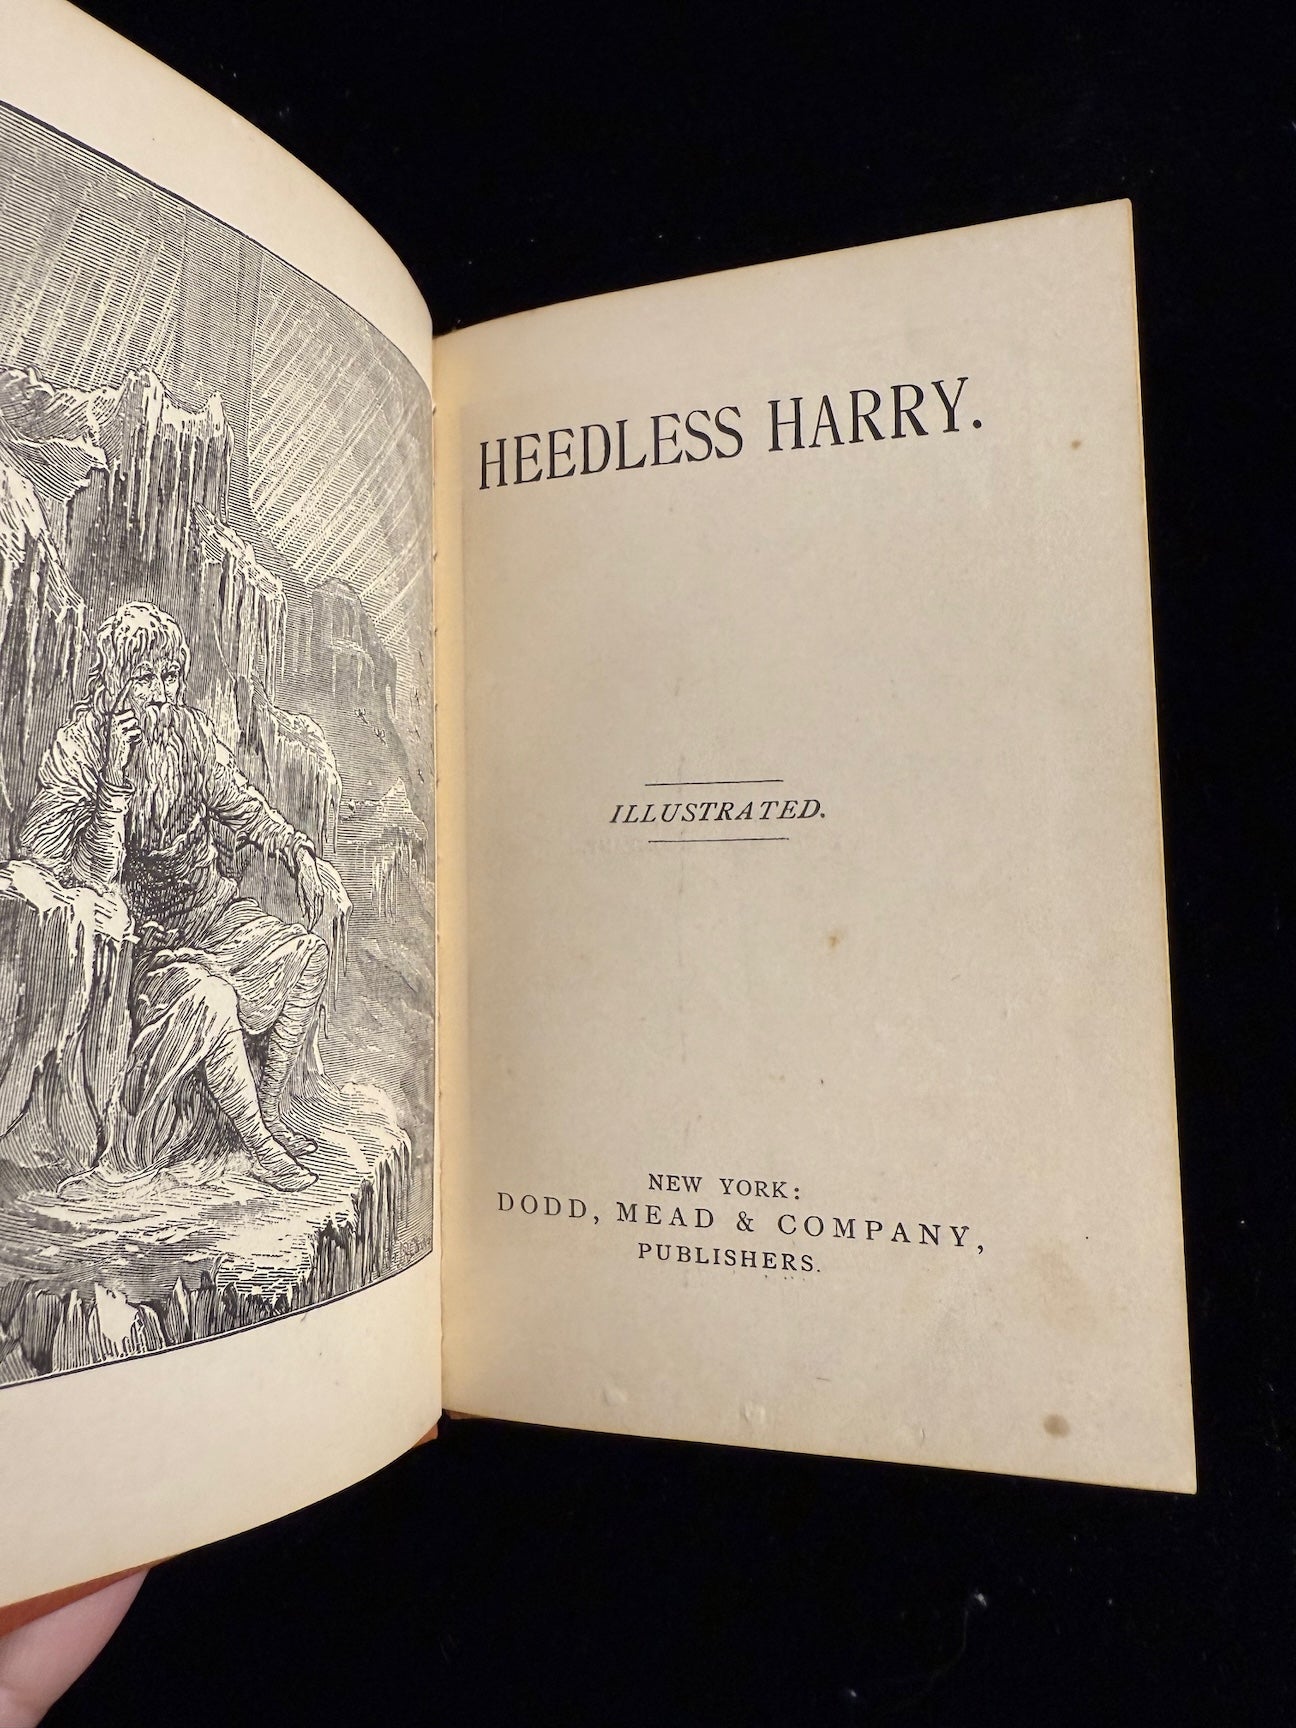 HEEDLESS HARRY.
ILLUSTRATED.
NEW YORK:
DODD, MEAD & COMPANY,
PUBLISHERS.